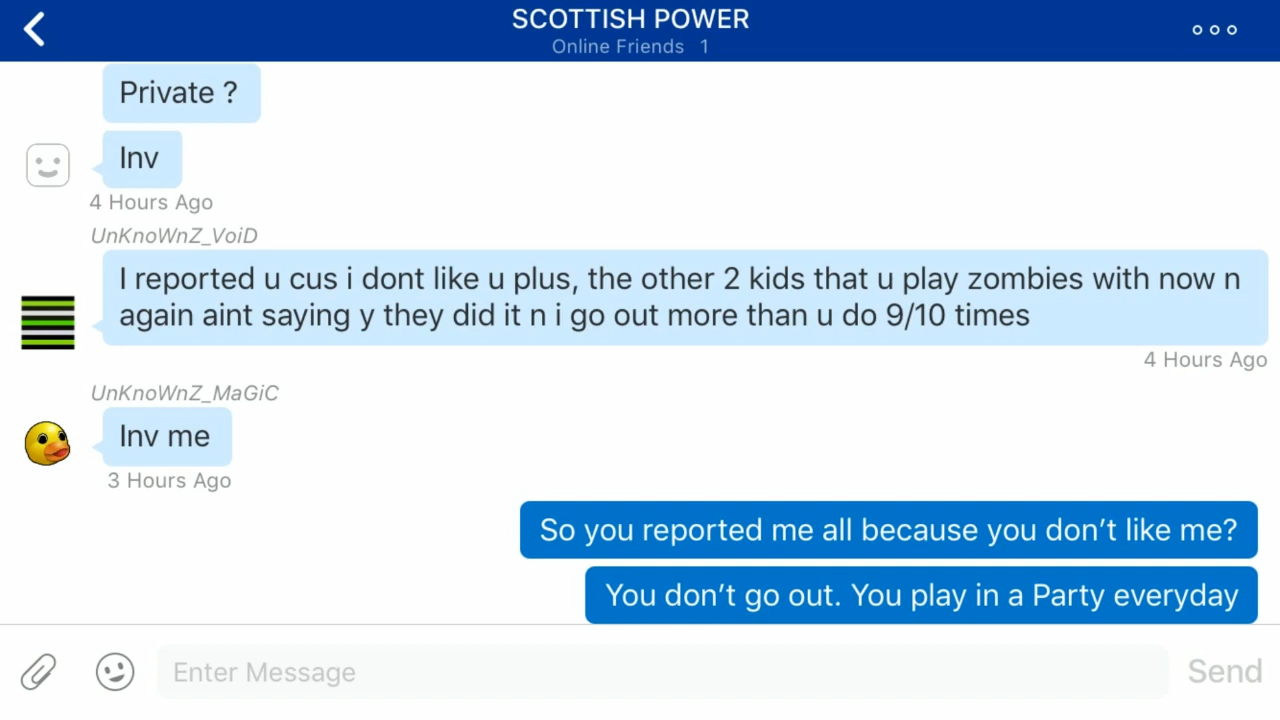 SCOTTISH POWER
Online Friends 1
Private ?
Inv
4 Hours Ago
UnKnoWnZ_VoiD
I reported u cus i dont like u plus, the other 2 kids that u play zombies with now n
again aint saying y they did it n i go out more than u do 9/10 times
4 Hours Ago
UnKnoWnZ_MaGiC
Inv me
3 Hours Ago
So you reported me all because you don’t like me?
You don’t go out. You play in a Party everyday
Enter Message
Send